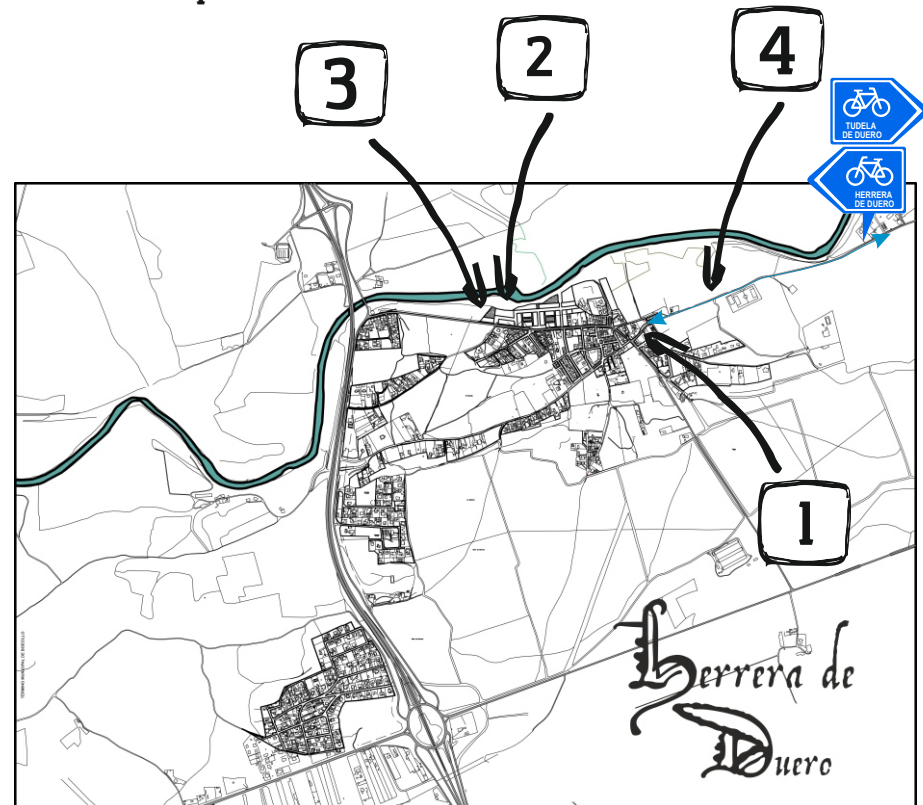 3
2
4
TUDELA
DE DUERO
HERRERA
DE DUERO
1
Herrera de
Duero